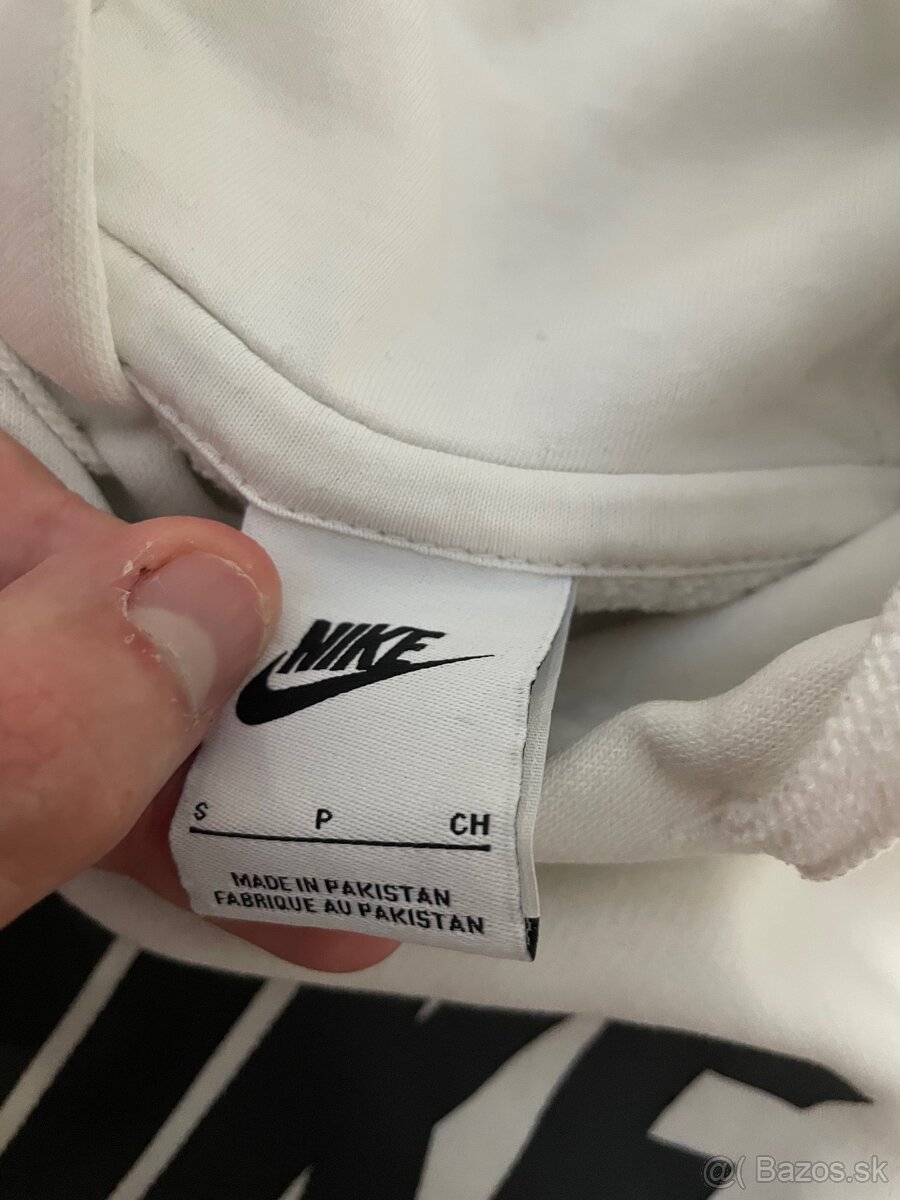 NIKE
S P CH
MADE IN PAKISTAN
FABRIQUE AU PAKISTAN
@( Bazos.sk